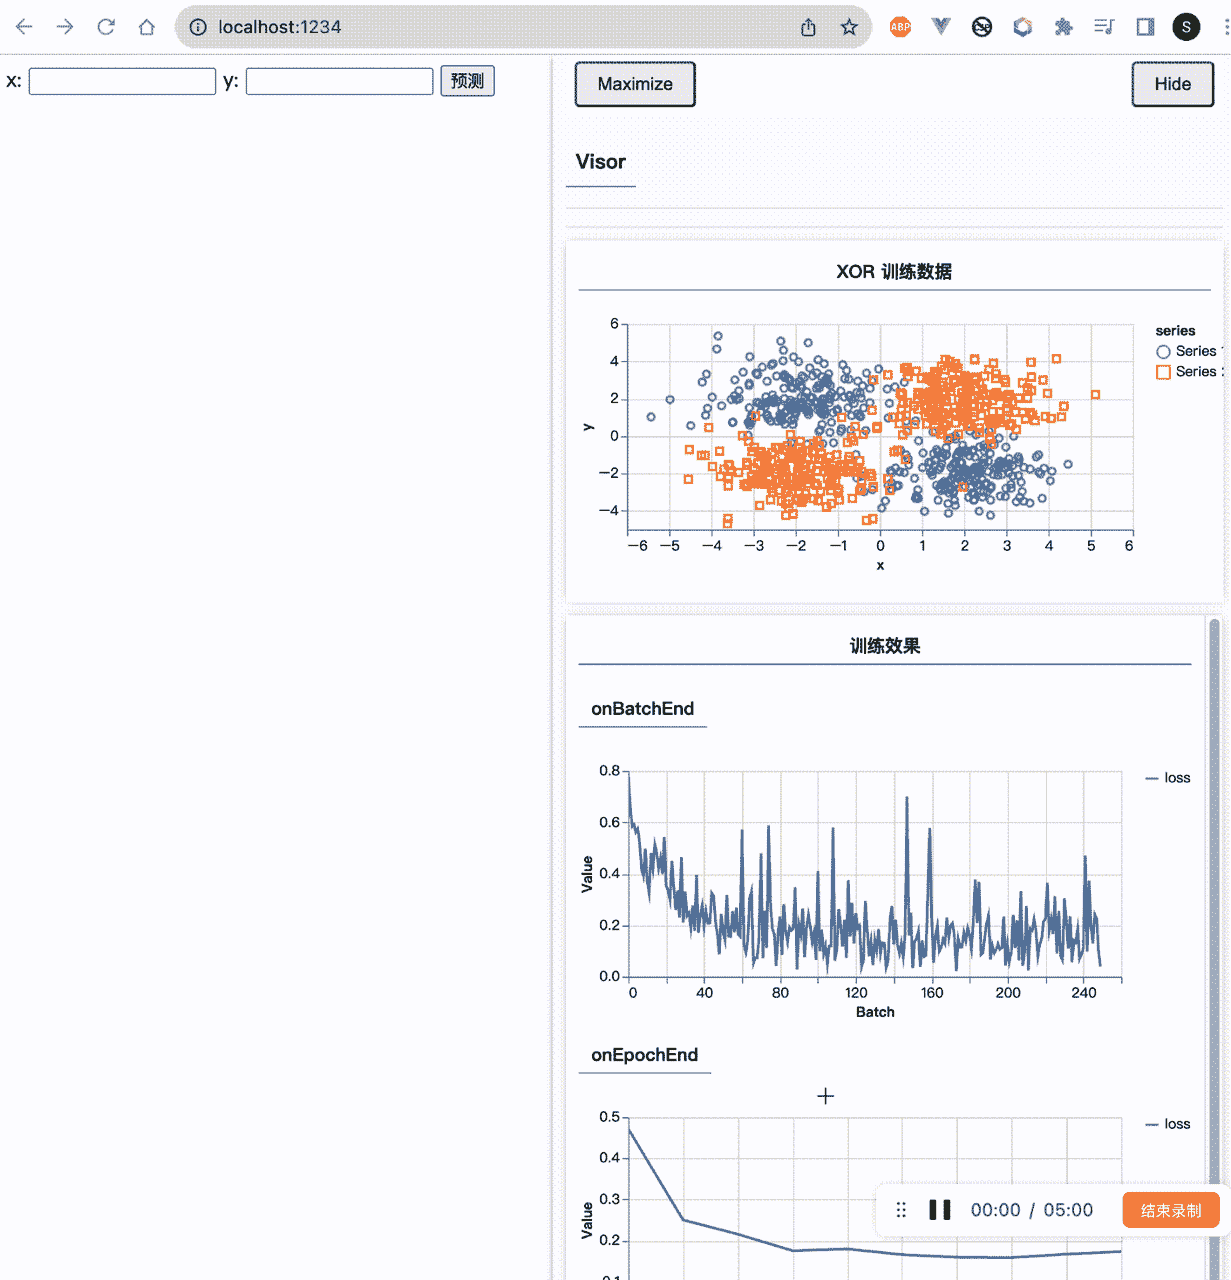 localhost:1234
ABP
S
x: y: 预测
Maximize
Hide
Visor
XOR 训练数据
6
4
2
0
−2
−4
y
−6 −5 −4 −3 −2 −1 0 1 2 3 4 5 6
x
series
Series
Series
训练效果
onBatchEnd
0.8
0.6
0.4
0.2
0.0
Value
0 40 80 120 160 200 240
Batch
loss
onEpochEnd
0.5
0.4
0.3
0.2
Value
loss
00:00 / 05:00
结束录制